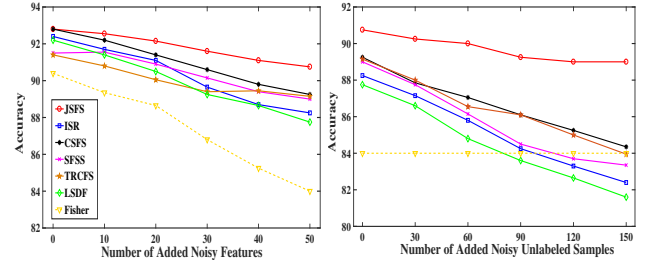 94
92
90
88
86
84
82
Accuracy
0 10 20 30 40 50
Number of Added Noisy Features
JSFS
ISR
CSFS
SFSS
TRCFS
LSDF
Fisher
92
90
88
86
84
82
80
Accuracy
0 30 60 90 120 150
Number of Added Noisy Unlabeled Samples